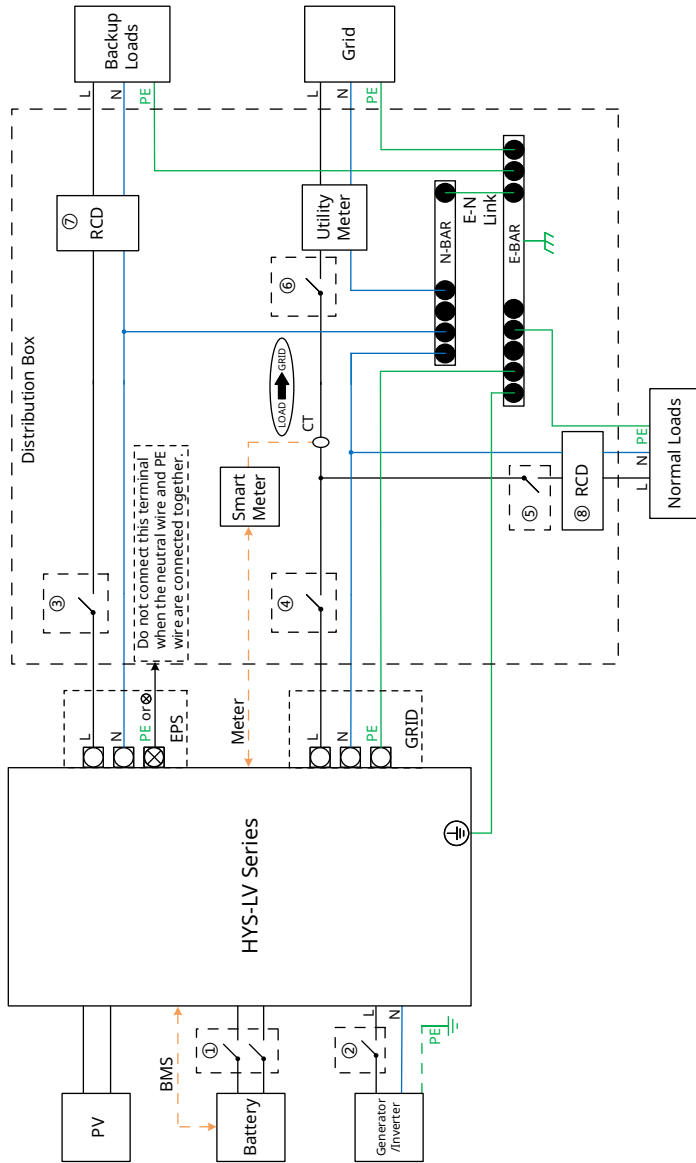 Distribution Box
Backup
Loads
L
N
PE
⑦
RCD
③
Do not connect this terminal
when the neutral wire and PE
wire are connected together.
L
N
PE or⊗
EPS
Grid
L
N
PE
Utility
Meter
⑥
LOAD
GRID
CT
Smart
Meter
④
Meter
L
N
PE
GRID
N-BAR
E-N
Link
E-BAR
⑤
⑧
RCD
L
N
PE
Normal Loads
HYS-LV Series
PV
BMS
Battery
①
Generator
/Inverter
②
L
N
PE